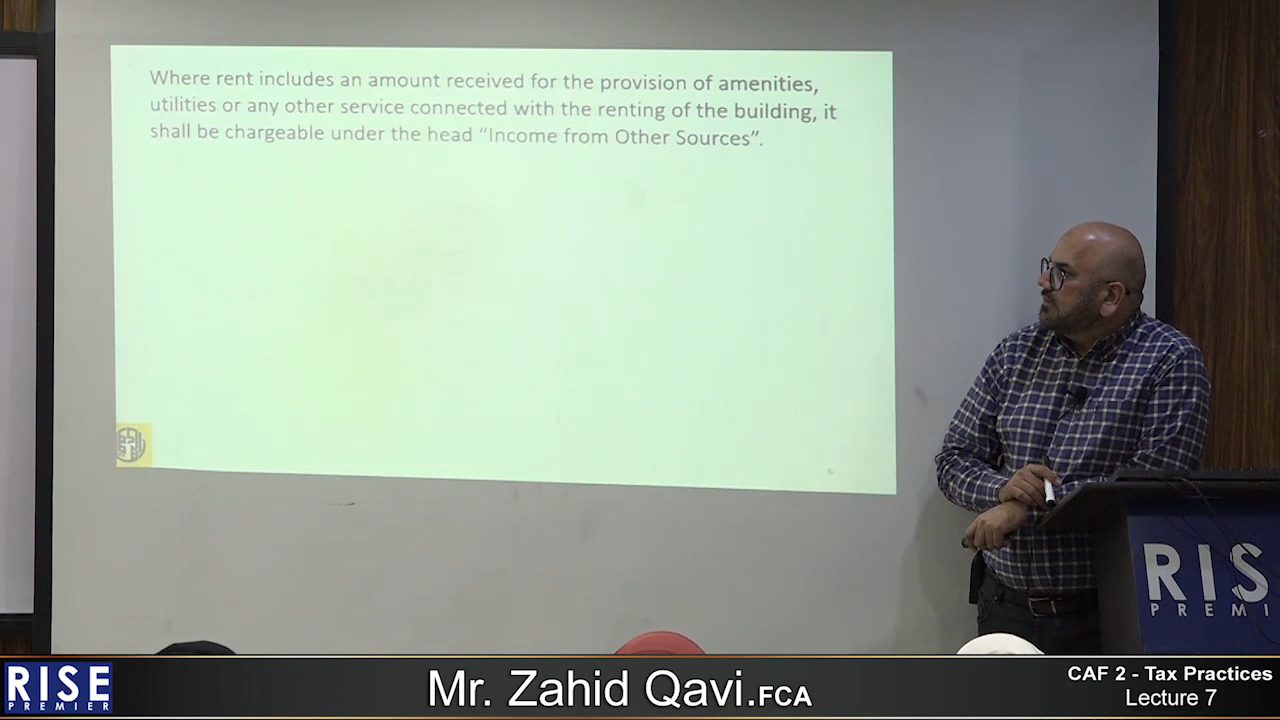 Where rent includes an amount received for the provision of amenities,
utilities or any other service connected with the renting of the building, it
shall be chargeable under the head “Income from Other Sources”.
RIS
PREMI
RISE
PREMIER
Mr. Zahid Qavi.FCA
CAF 2 - Tax Practices
Lecture 7